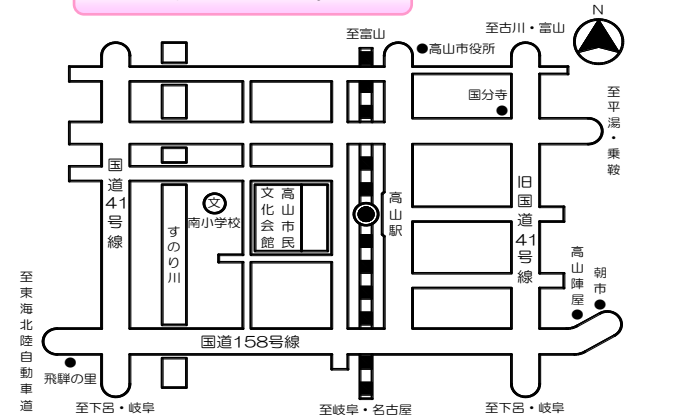 N
至富山
至古川・富山
高山市役所
国分寺
至平湯・乗鞍
国道41号線
文
南小学校
すのり川
高山市民
文化会館
高山駅
旧国道41号線
高山陣屋
朝市
至東海北陸自動車道
国道158号線
飛騨の里
至下呂・岐阜
至岐阜・名古屋
至下呂・岐阜